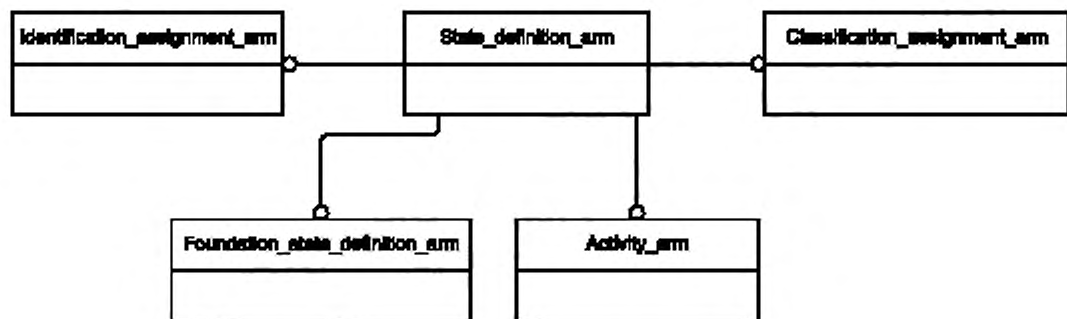 Identification_assignment_arm
State_definition_arm
Classification_assignment_arm
Foundation_state_definition_arm
Activity_arm